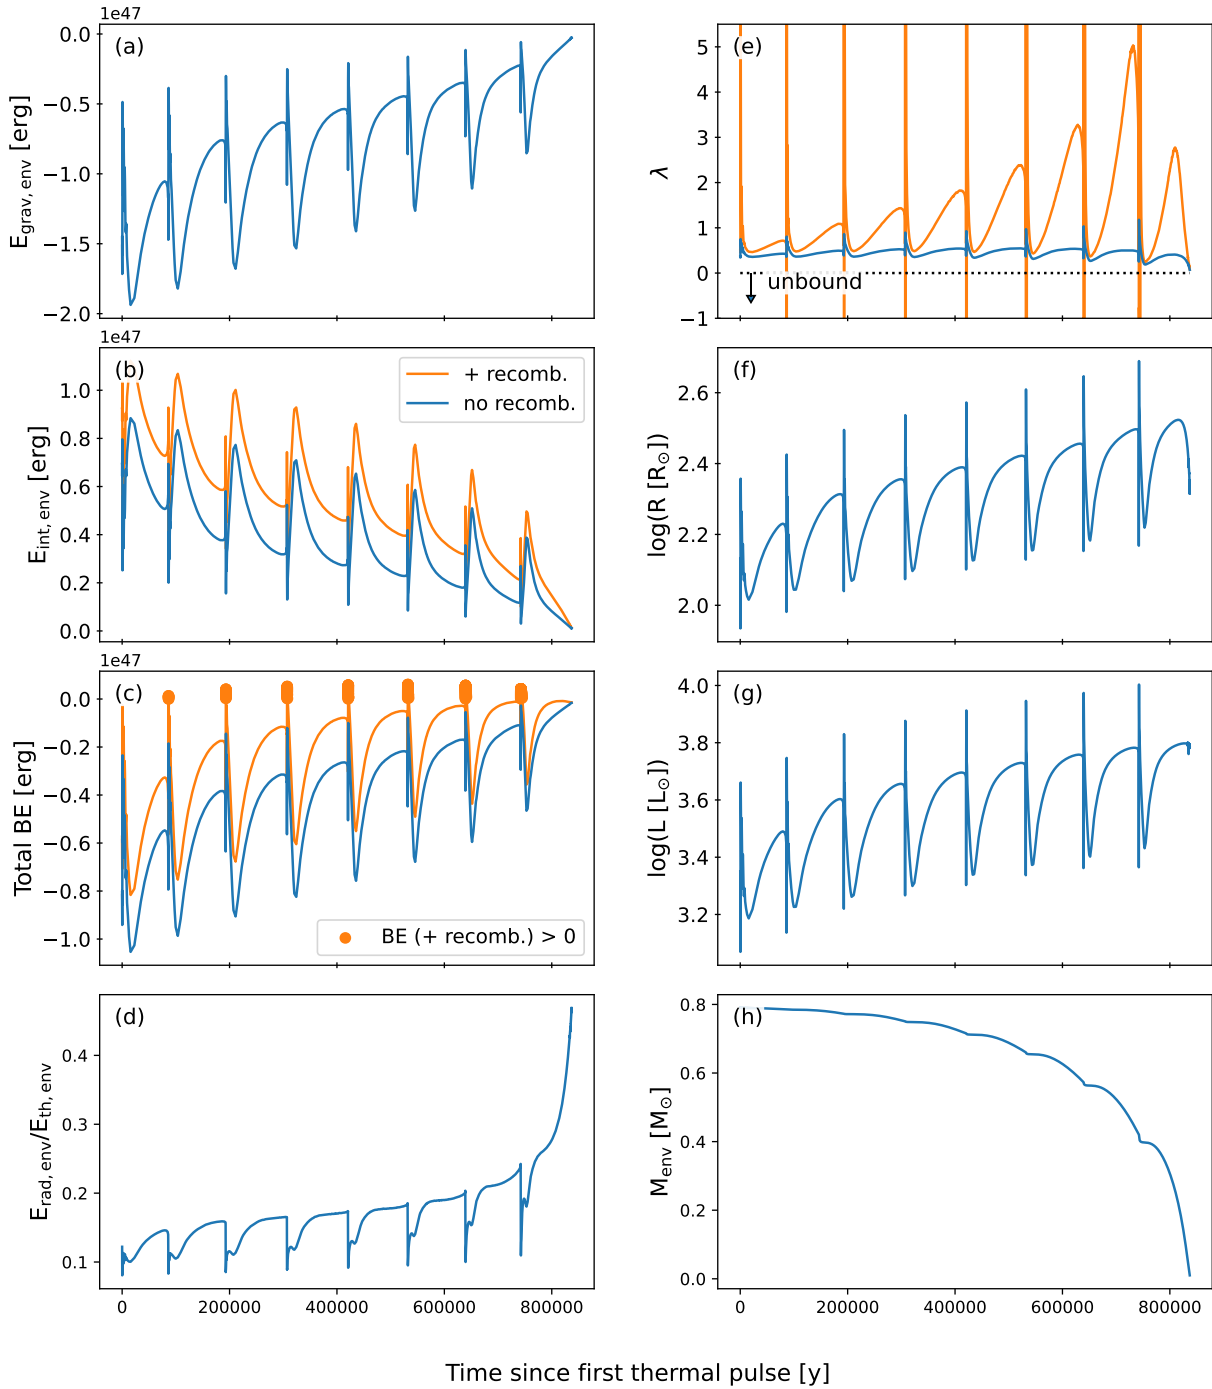 1e47
(a)
0.0
−0.5
−1.0
−1.5
−2.0
E_grav, env [erg]
1e47
(b)
1.0
0.8
0.6
0.4
0.2
0.0
E_int, env [erg]
+ recomb.
no recomb.
1e47
(c)
0.0
−0.2
−0.4
−0.6
−0.8
−1.0
Total BE [erg]
BE (+ recomb.) > 0
(d)
0.4
0.3
0.2
0.1
E_rad, env/E_th, env
0 200000 400000 600000 800000
(e)
5
4
3
2
1
0
−1
λ
unbound
(f)
2.6
2.4
2.2
2.0
log(R [R_⊙])
(g)
4.0
3.8
3.6
3.4
3.2
log(L [L_⊙])
(h)
0.8
0.6
0.4
0.2
0.0
M_env [M_⊙]
0 200000 400000 600000 800000
Time since first thermal pulse [y]